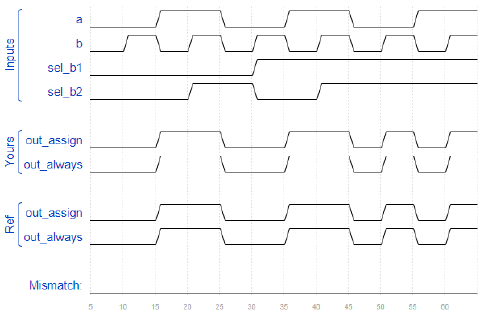 Inputs
a
b
sel_b1
sel_b2
Yours
out_assign
out_always
Ref
out_assign
out_always
Mismatch:
5 10 15 20 25 30 35 40 45 50 55 60